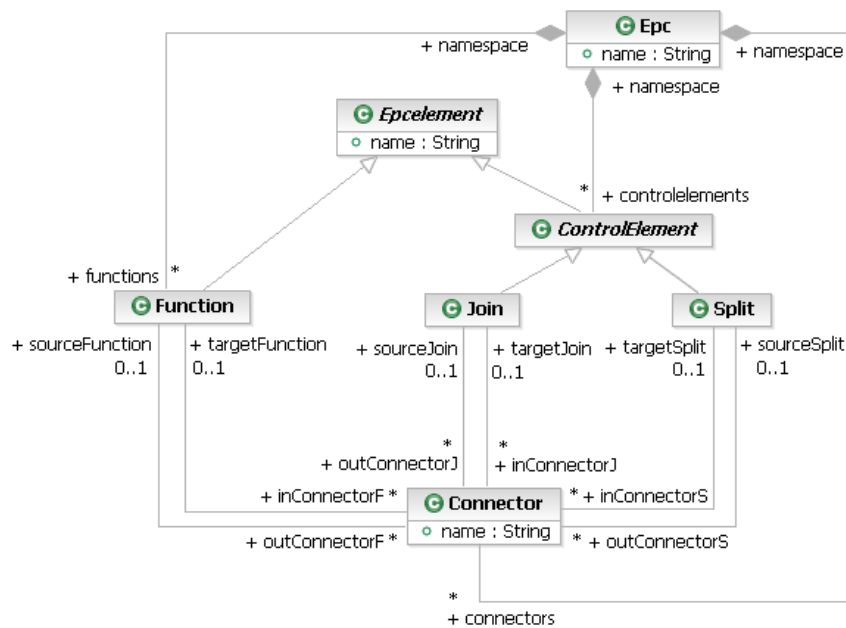 C Epc
+ namespace
name : String
+ namespace
+ namespace
C Epcelement
name : String
* + controlelements
C ControlElement
+ functions *
C Function
C Join
C Split
+ sourceFunction
0..1
+ targetFunction
0..1
+ sourceJoin
0..1
+ targetJoin
0..1
+ targetSplit
0..1
+ sourceSplit
0..1
*
+ outConnectorJ
*
+ inConnectorJ
+ inConnectorF *
C Connector
* + inConnectorS
name : String
+ outConnectorF *
* + outConnectorS
*
+ connectors